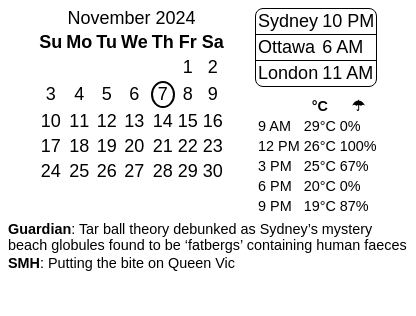 November 2024
Su Mo Tu We Th Fr Sa
1 2
3 4 5 6 7 8 9
10 11 12 13 14 15 16
17 18 19 20 21 22 23
24 25 26 27 28 29 30
Sydney 10 PM
Ottawa 6 AM
London 11 AM
°C ☂
9 AM 29°C 0%
12 PM 26°C 100%
3 PM 25°C 67%
6 PM 20°C 0%
9 PM 19°C 87%
Guardian: Tar ball theory debunked as Sydney’s mystery
beach globules found to be ‘fatbergs’ containing human faeces
SMH: Putting the bite on Queen Vic